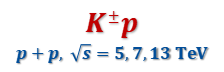 K±p
p + p, √s = 5, 7, 13 TeV